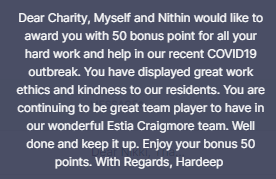 Dear Charity, Myself and Nithin would like to
award you with 50 bonus point for all your
hard work and help in our recent COVID19
outbreak. You have displayed great work
ethics and kindness to our residents. You are
continuing to be great team player to have in
our wonderful Estia Craigmore team. Well
done and keep it up. Enjoy your bonus 50
points. With Regards, Hardeep